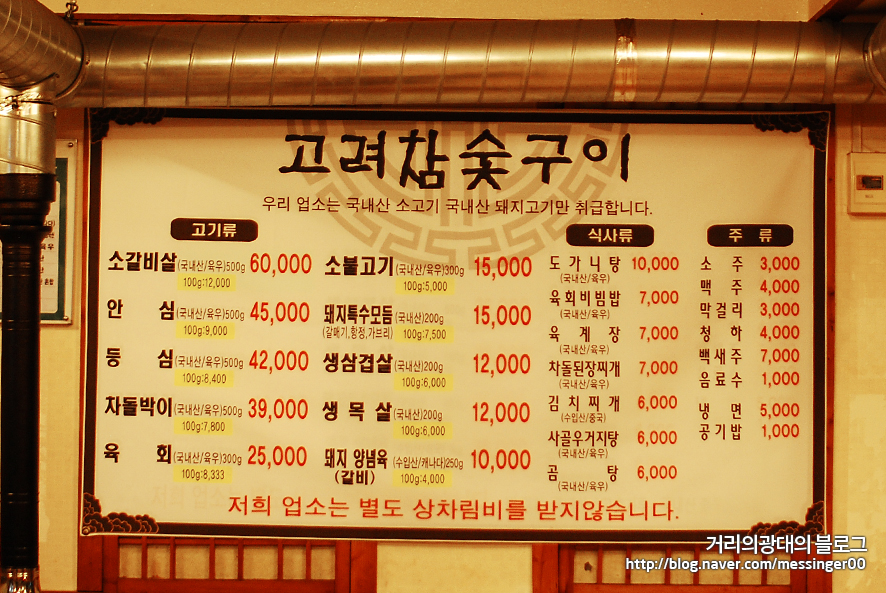 고려참숯구이
우리 업소는 국내산 소고기 국내산 돼지고기만 취급합니다.
고기류
소갈비살(국내산/육우)500g 60,000
100g:12,000
안 심(국내산/육우)500g 45,000
100g:9,000
등 심(국내산/육우)500g 42,000
100g:8,400
차돌박이(국내산/육우)500g 39,000
100g:7,800
육 회(국내산/육우)300g 25,000
100g:8,333
소불고기(국내산/육우)300g 15,000
100g:5,000
돼지특수모듬(국내산)200g 15,000
(갈매기,항정,가브리) 100g:7,500
생삼겹살(국내산)200g 12,000
100g:6,000
생 목 살(국내산)200g 12,000
100g:6,000
돼지 양념육(수입산/캐나다)250g 10,000
(갈비) 100g:4,000
식사류
도 가 니 탕 10,000
(국내산/육우)
육회비빔밥 7,000
(국내산/육우)
육 계 장 7,000
(국내산/육우)
차돌된장찌개 7,000
(국내산/육우)
김 치 찌 개 6,000
(수입산/중국)
사골우거지탕 6,000
(국내산/육우)
곰 탕 6,000
(국내산/육우)
주 류
소 주 3,000
맥 주 4,000
막걸리 3,000
청 하 4,000
백새주 7,000
음료수 1,000
냉 면 5,000
공기밥 1,000
저희 업소는 별도 상차림비를 받지않습니다.
거리의광대의 블로그
http://blog.naver.com/messinger00